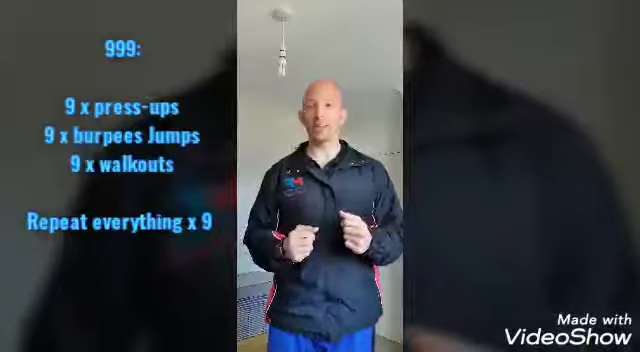 999:
9 x press-ups
9 x burpees Jumps
9 x walkouts
Repeat everything x 9
Made with
VideoShow